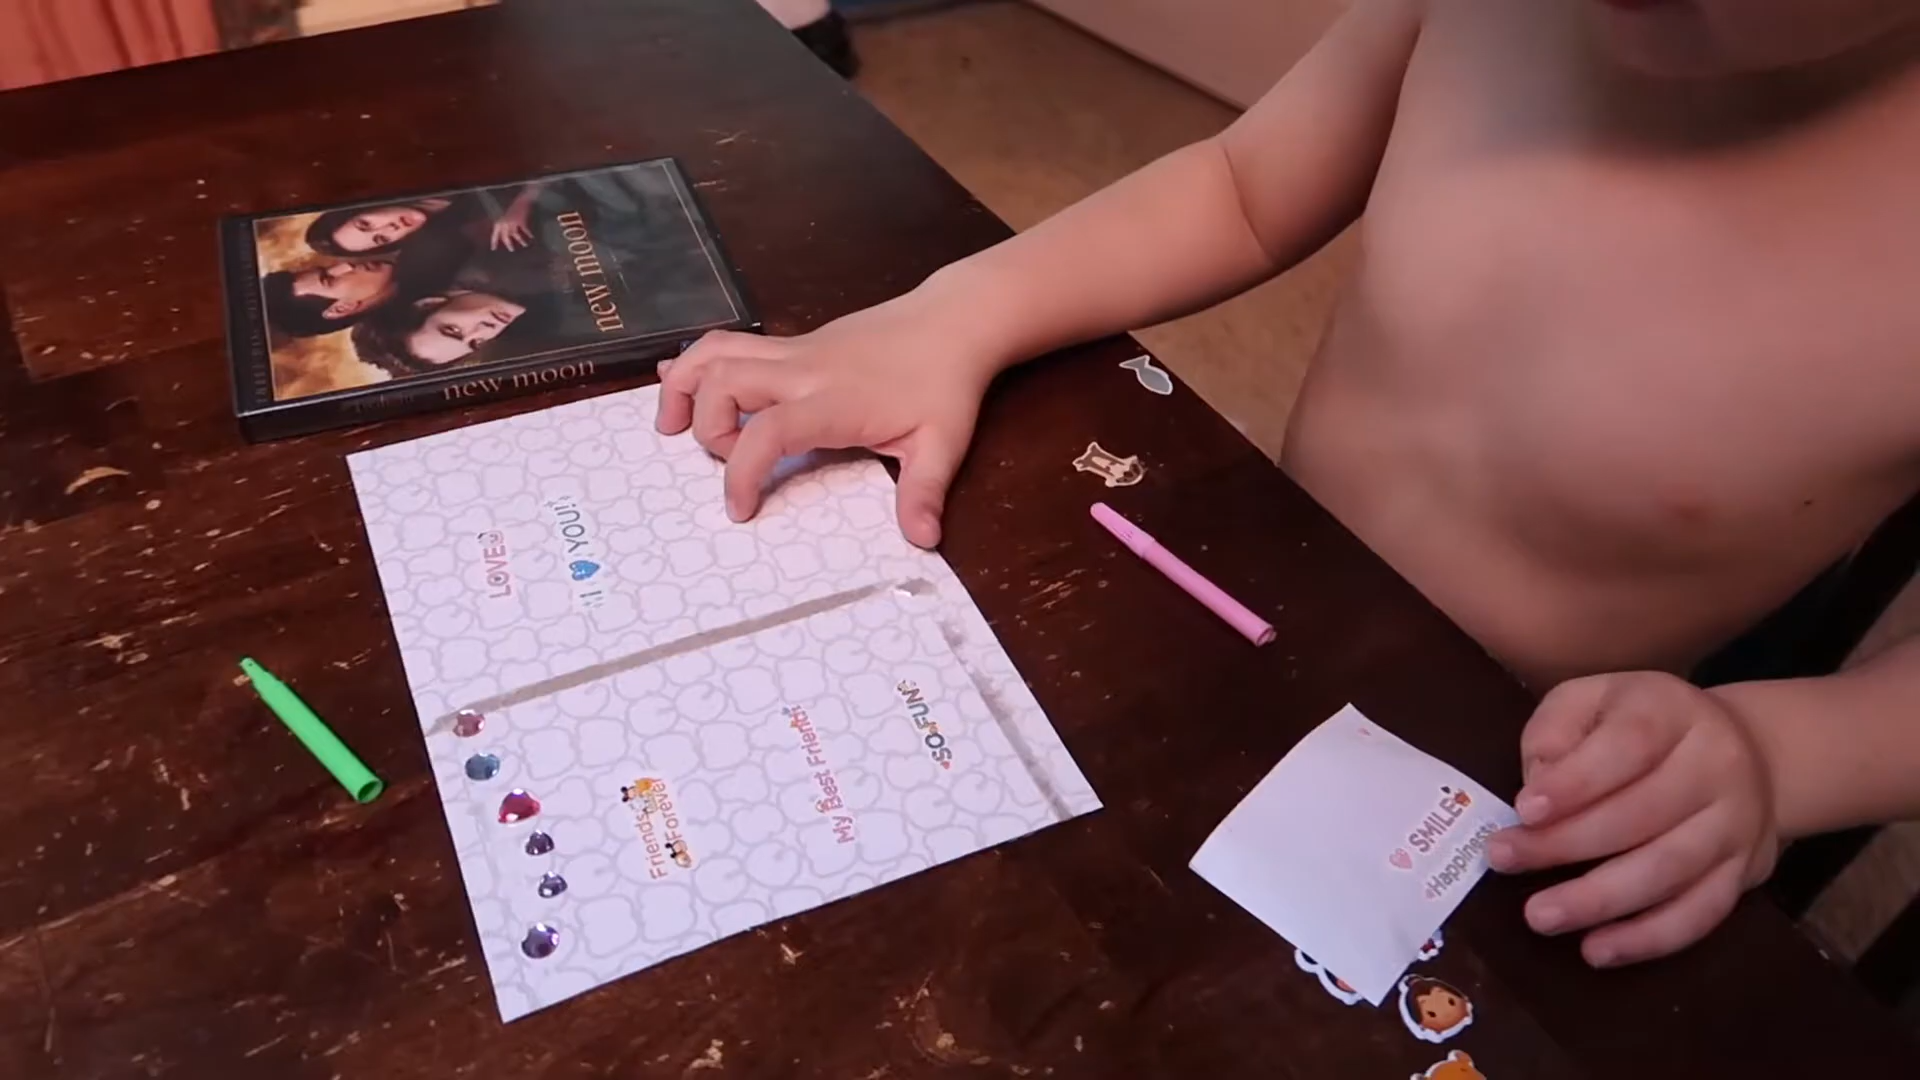 new moon
new moon
LOVE
I YOU!
Friends
Forever
My Best Friend!
SO FUN
SMILE
Happiness